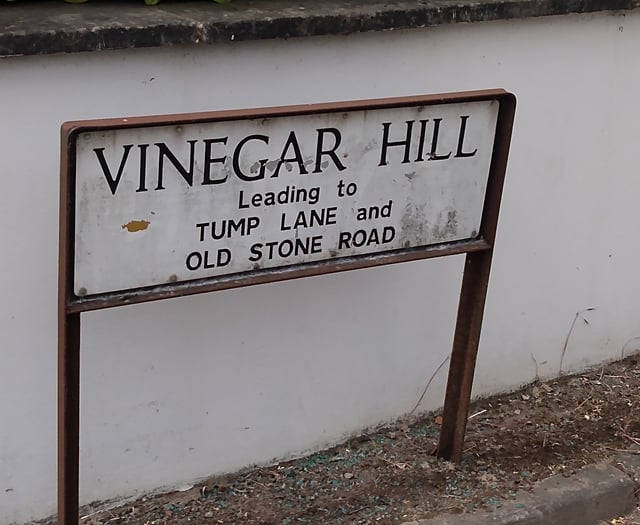 VINEGAR HILL
Leading to
TUMP LANE and
OLD STONE ROAD